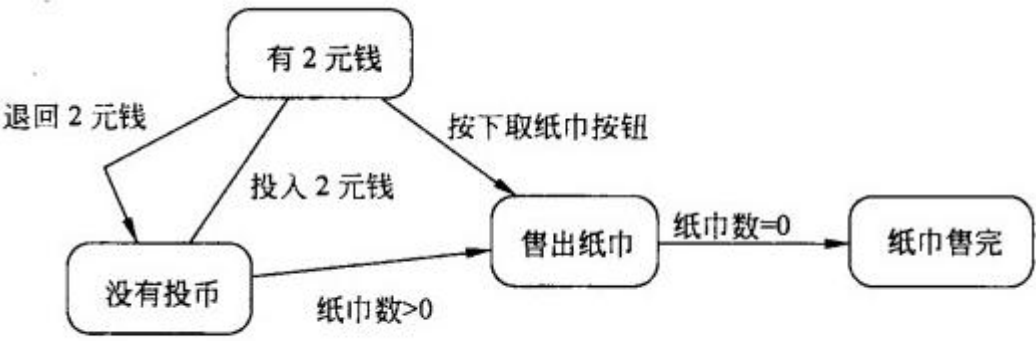 有2元钱
退回2元钱
按下取纸巾按钮
投入2元钱
售出纸巾
纸巾数=0
纸巾售完
没有投币
纸巾数>0